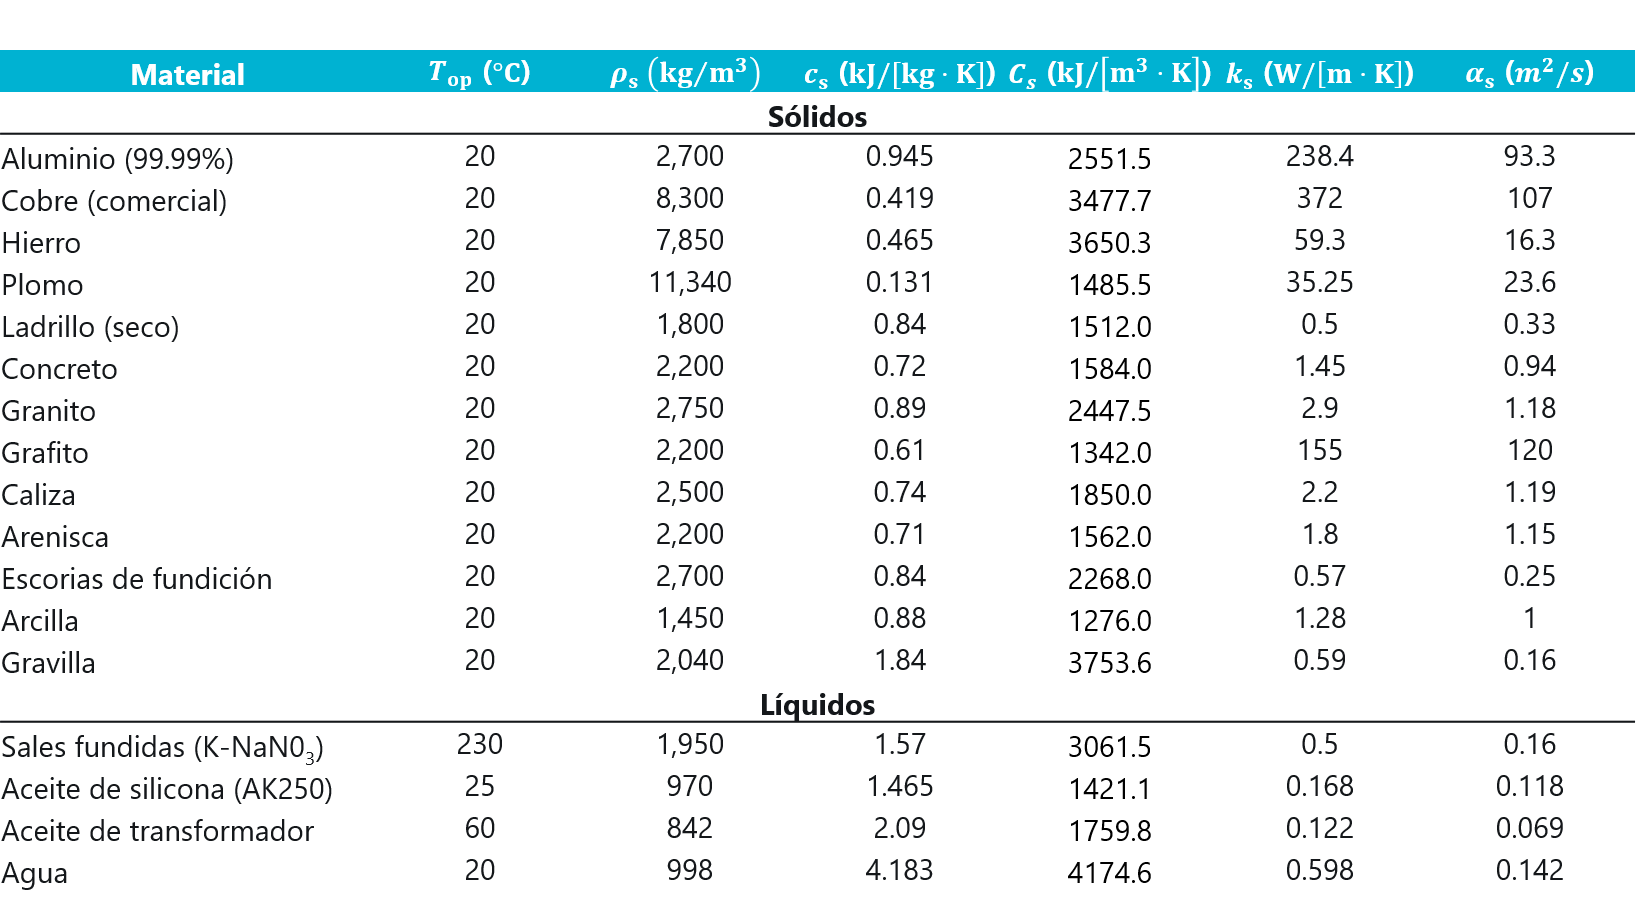 Material T_op (°C) ρ_s (kg/m³) c_s (kJ/[kg · K]) C_s (kJ/[m³ · K]) k_s (W/[m · K]) α_s (m²/s)
Sólidos
Aluminio (99.99%) 20 2,700 0.945 2551.5 238.4 93.3
Cobre (comercial) 20 8,300 0.419 3477.7 372 107
Hierro 20 7,850 0.465 3650.3 59.3 16.3
Plomo 20 11,340 0.131 1485.5 35.25 23.6
Ladrillo (seco) 20 1,800 0.84 1512.0 0.5 0.33
Concreto 20 2,200 0.72 1584.0 1.45 0.94
Granito 20 2,750 0.89 2447.5 2.9 1.18
Grafito 20 2,200 0.61 1342.0 155 120
Caliza 20 2,500 0.74 1850.0 2.2 1.19
Arenisca 20 2,200 0.71 1562.0 1.8 1.15
Escorias de fundición 20 2,700 0.84 2268.0 0.57 0.25
Arcilla 20 1,450 0.88 1276.0 1.28 1
Gravilla 20 2,040 1.84 3753.6 0.59 0.16
Líquidos
Sales fundidas (K-NaN0₃) 230 1,950 1.57 3061.5 0.5 0.16
Aceite de silicona (AK250) 25 970 1.465 1421.1 0.168 0.118
Aceite de transformador 60 842 2.09 1759.8 0.122 0.069
Agua 20 998 4.183 4174.6 0.598 0.142